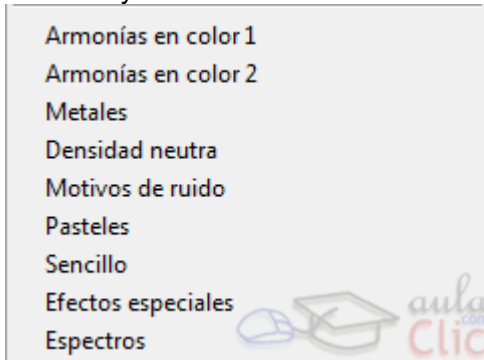 Armonías en color 1
Armonías en color 2
Metales
Densidad neutra
Motivos de ruido
Pasteles
Sencillo
Efectos especiales
Espectros
aula
Clic
.com